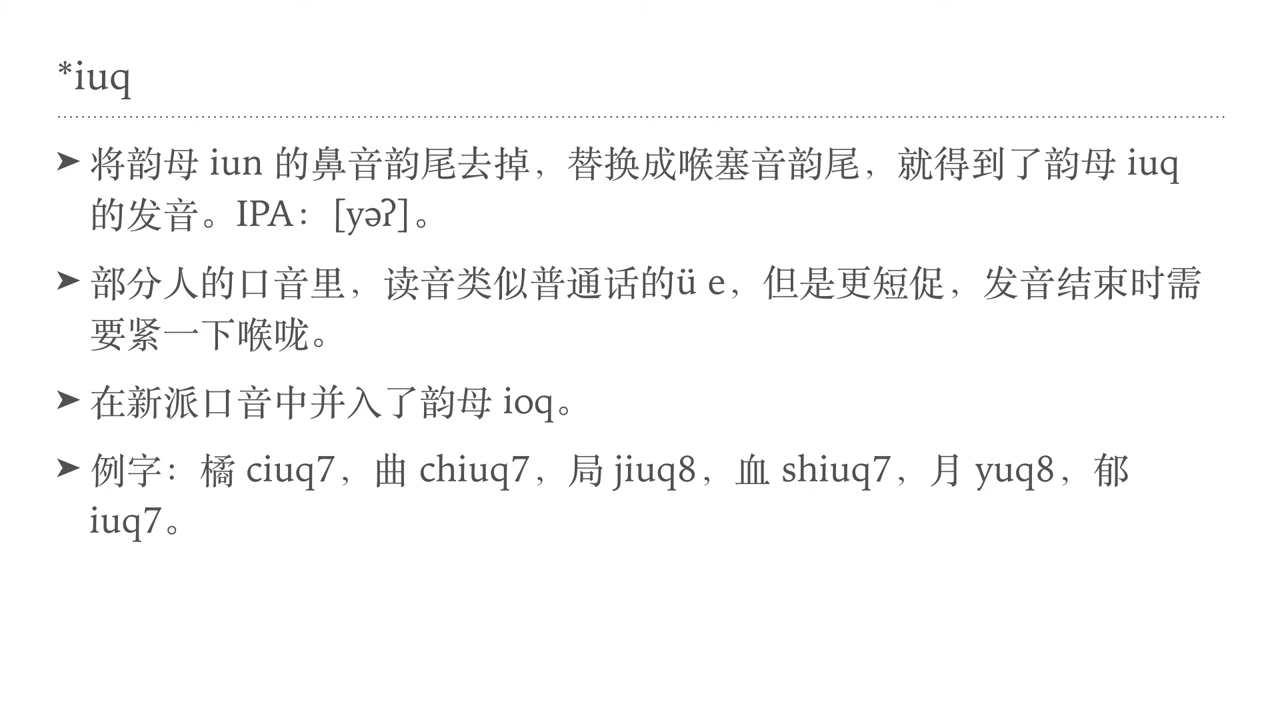 *iuq
➤ 将韵母 iun 的鼻音韵尾去掉，替换成喉塞音韵尾，就得到了韵母 iuq
的发音。IPA：[yəʔ]。
➤ 部分人的口音里，读音类似普通话的ü e，但是更短促，发音结束时需
要紧一下喉咙。
➤ 在新派口音中并入了韵母 ioq。
➤ 例字：橘 ciuq7，曲 chiuq7，局 jiuq8，血 shiuq7，月 yuq8，郁
iuq7。